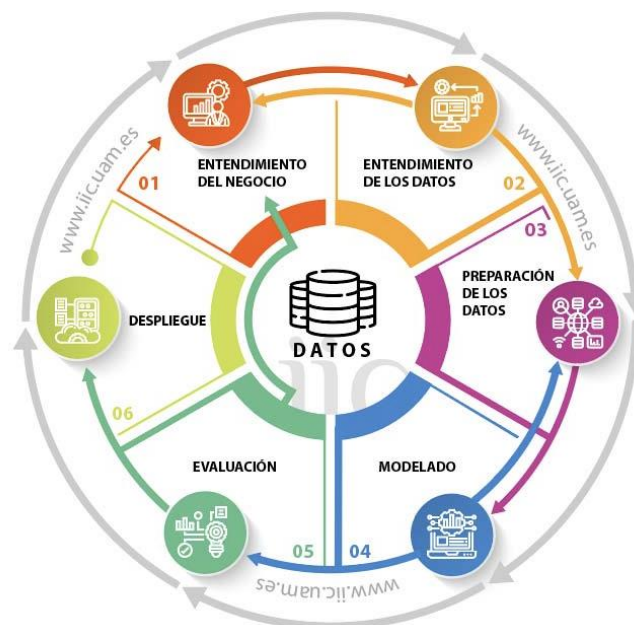 www.iic.uam.es
www.iic.uam.es
01
ENTENDIMIENTO
DEL NEGOCIO
ENTENDIMIENTO
DE LOS DATOS
02
03
PREPARACIÓN
DE LOS
DATOS
DESPLIEGUE
DATOS
iic
06
EVALUACIÓN
MODELADO
05
04
www.iic.uam.es